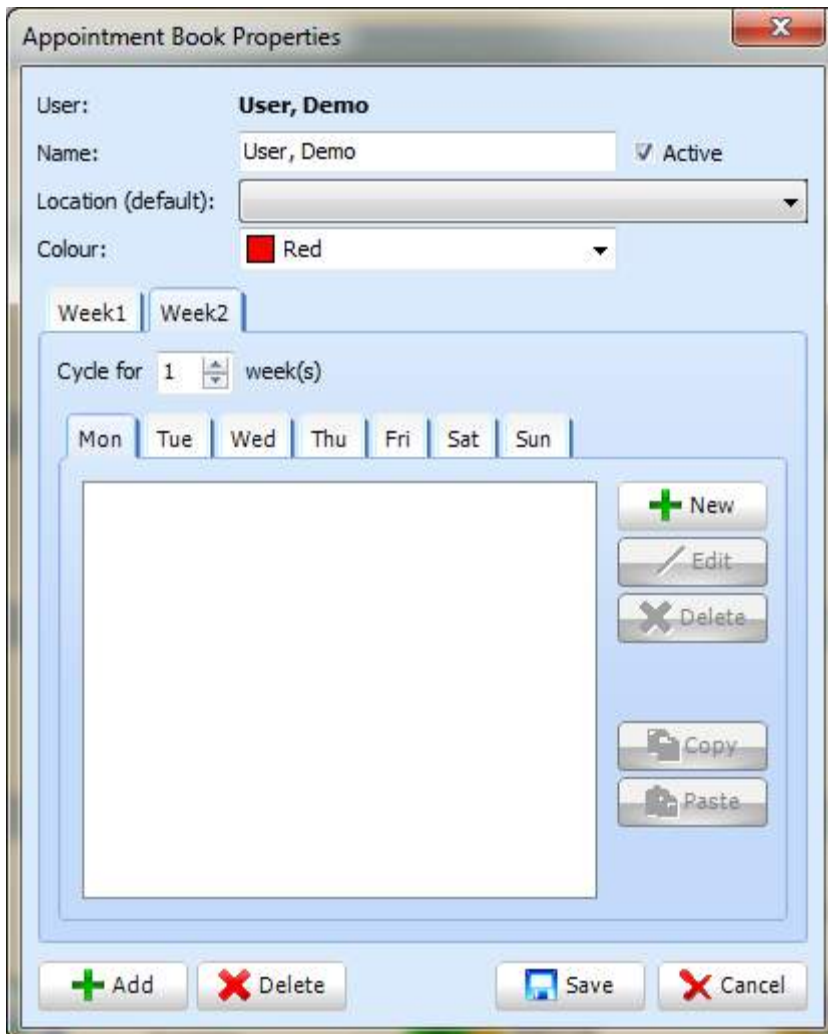 Appointment Book Properties
User: User, Demo
Name: User, Demo Active
Location (default):
Colour: Red
Week1 Week2
Cycle for 1 week(s)
Mon Tue Wed Thu Fri Sat Sun
New
Edit
Delete
Copy
Paste
Add Delete Save Cancel